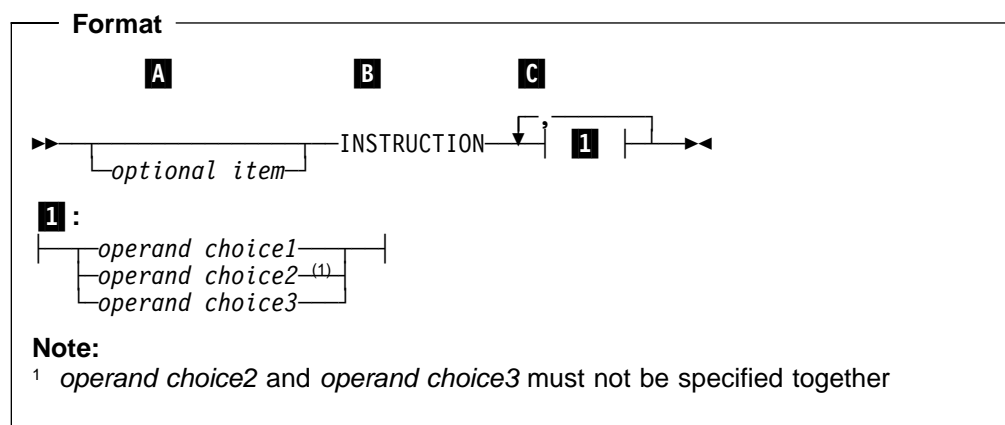 Format
A B C
,
INSTRUCTION 1
optional item
1 :
operand choice1
operand choice2 (1)
operand choice3
Note:
1 operand choice2 and operand choice3 must not be specified together